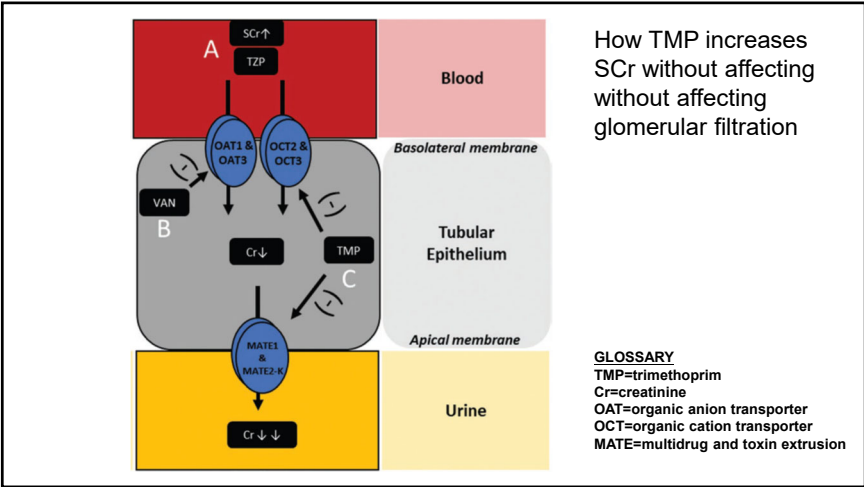 SCr↑
A
TZP
Blood
How TMP increases
SCr without affecting
without affecting
glomerular filtration
OAT1 &
OAT3
OCT2 &
OCT3
Basolateral membrane
(-)
VAN
(-)
B
Cr↓
TMP
C
Tubular
Epithelium
(-)
MATE1
&
MATE2-K
Apical membrane
Cr ↓ ↓
Urine
GLOSSARY
TMP=trimethoprim
Cr=creatinine
OAT=organic anion transporter
OCT=organic cation transporter
MATE=multidrug and toxin extrusion